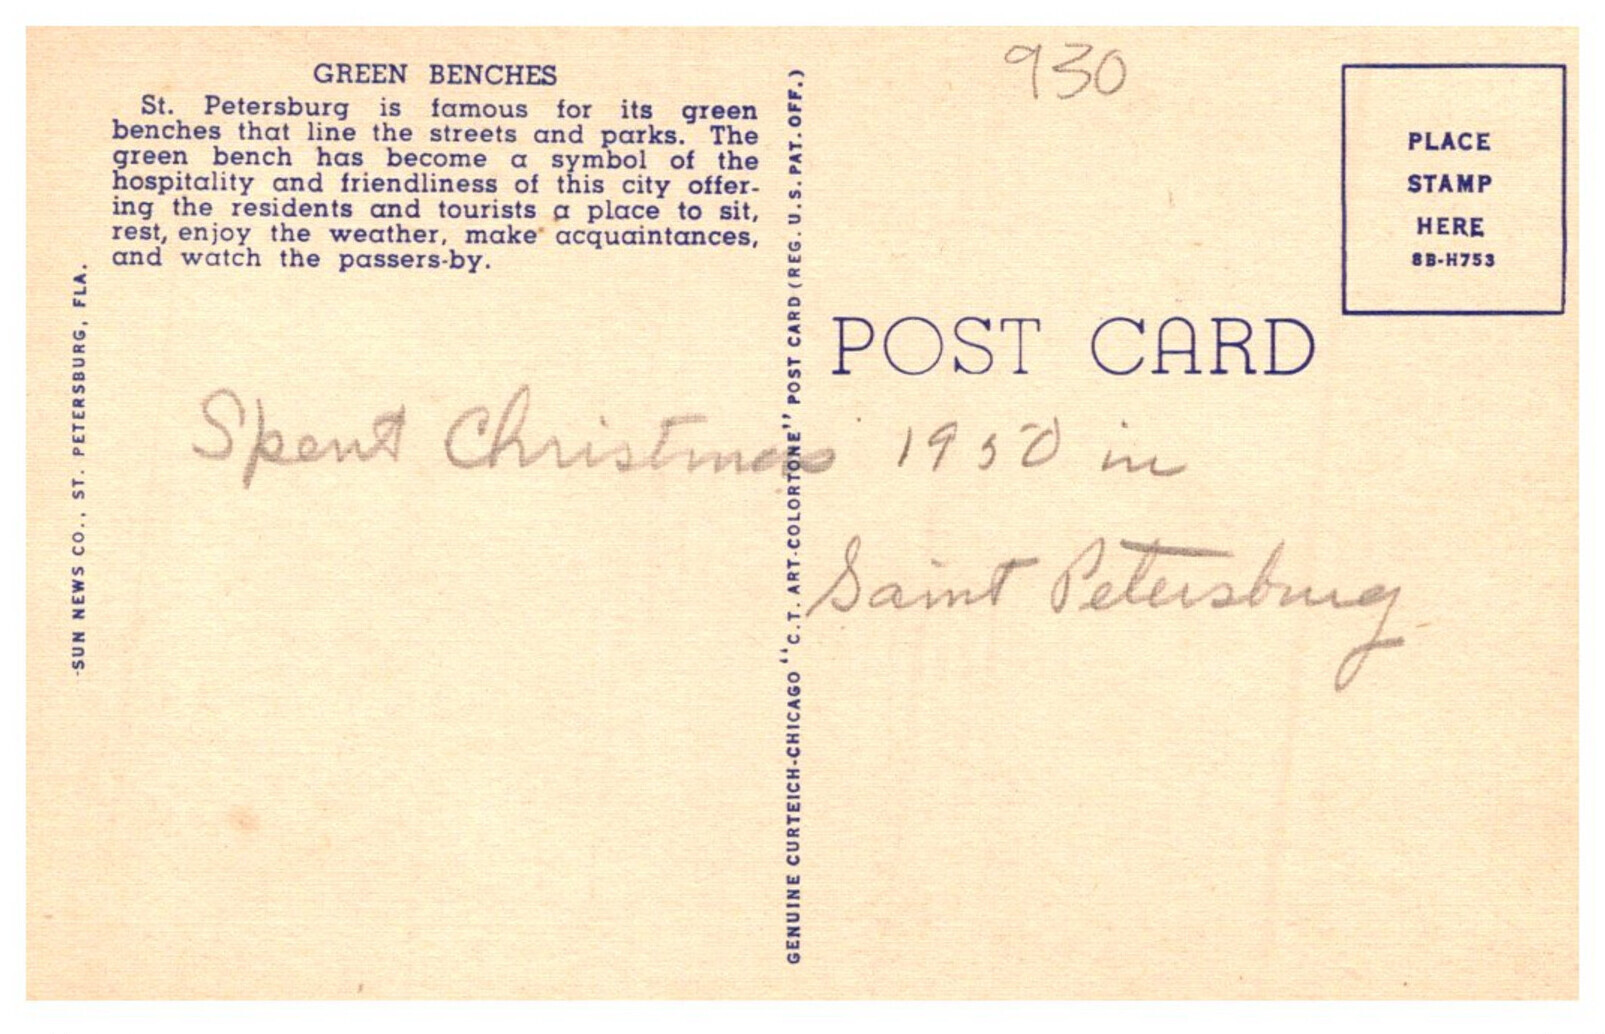 GREEN BENCHES
St. Petersburg is famous for its green
benches that line the streets and parks. The
green bench has become a symbol of the
hospitality and friendliness of this city offer-
ing the residents and tourists a place to sit,
rest, enjoy the weather, make acquaintances,
and watch the passers-by.
SUN NEWS CO., ST. PETERSBURG, FLA.
GENUINE CURTEICH-CHICAGO "C.T. ART-COLORTONE" POST CARD (REG. U.S. PAT. OFF.)
930
PLACE
STAMP
HERE
8B-H753
POST CARD
Spent Christmas 1950 in
Saint Petersburg